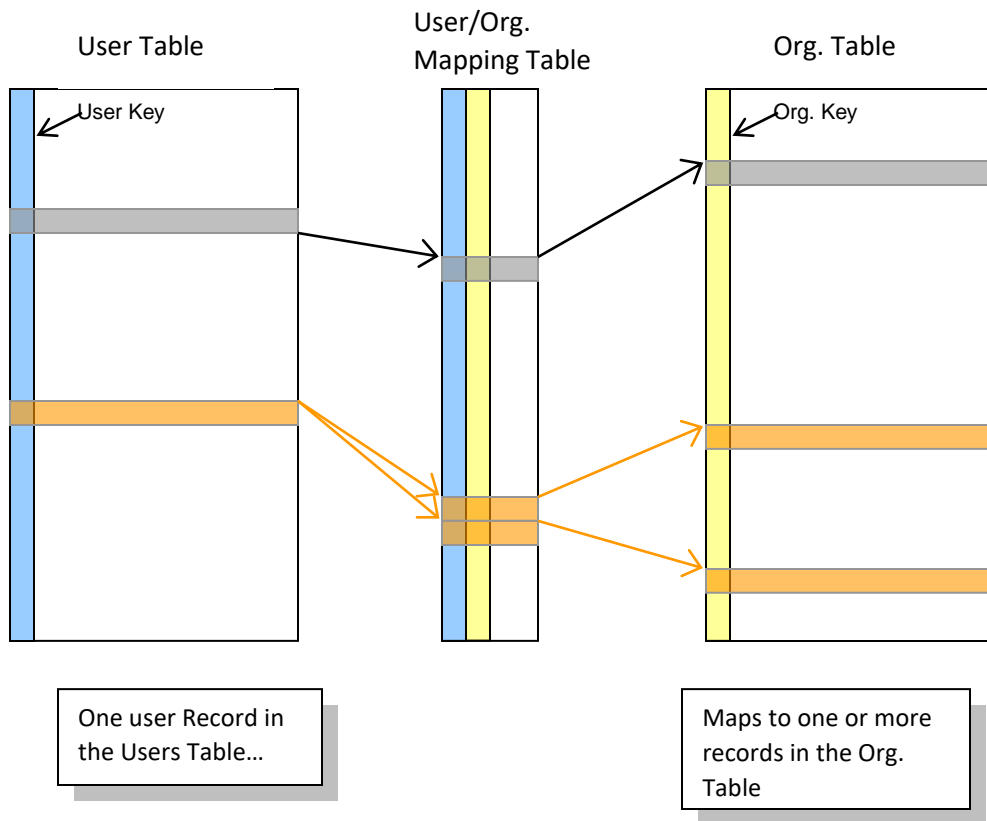 User Table
User/Org.
Mapping Table
Org. Table
User Key
Org. Key
One user Record in
the Users Table…
Maps to one or more
records in the Org.
Table